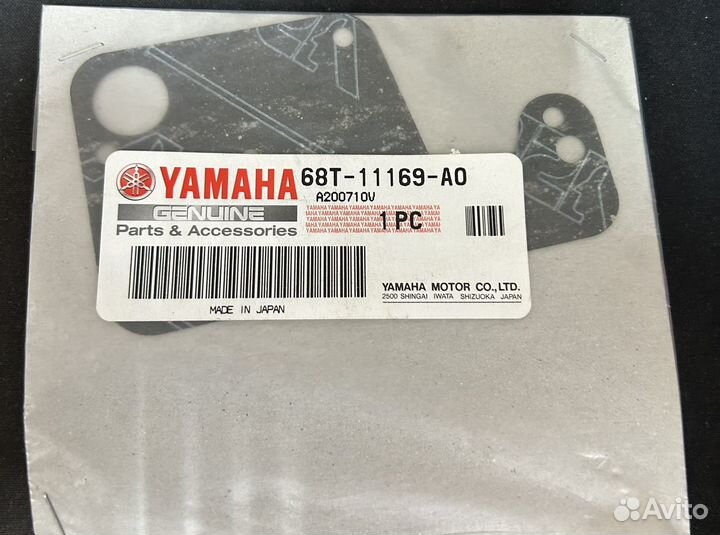 YAMAHA
GENUINE
Parts & Accessories
68T-11169-A0
A200710V
1 PC
YAMAHA MOTOR CO.,LTD.
2500 SHINGAI IWATA SHIZUOKA JAPAN
MADE IN JAPAN
Avito